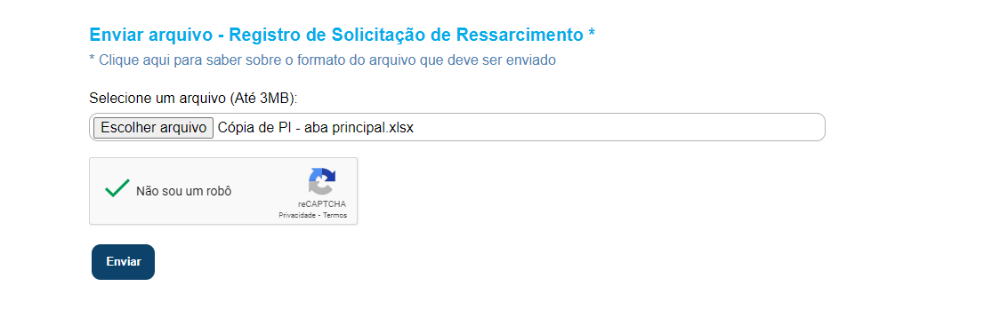 Enviar arquivo - Registro de Solicitação de Ressarcimento *
* Clique aqui para saber sobre o formato do arquivo que deve ser enviado
Selecione um arquivo (Até 3MB):
Escolher arquivo Cópia de PI - aba principal.xlsx
Não sou um robô
reCAPTCHA
Privacidade - Termos
Enviar